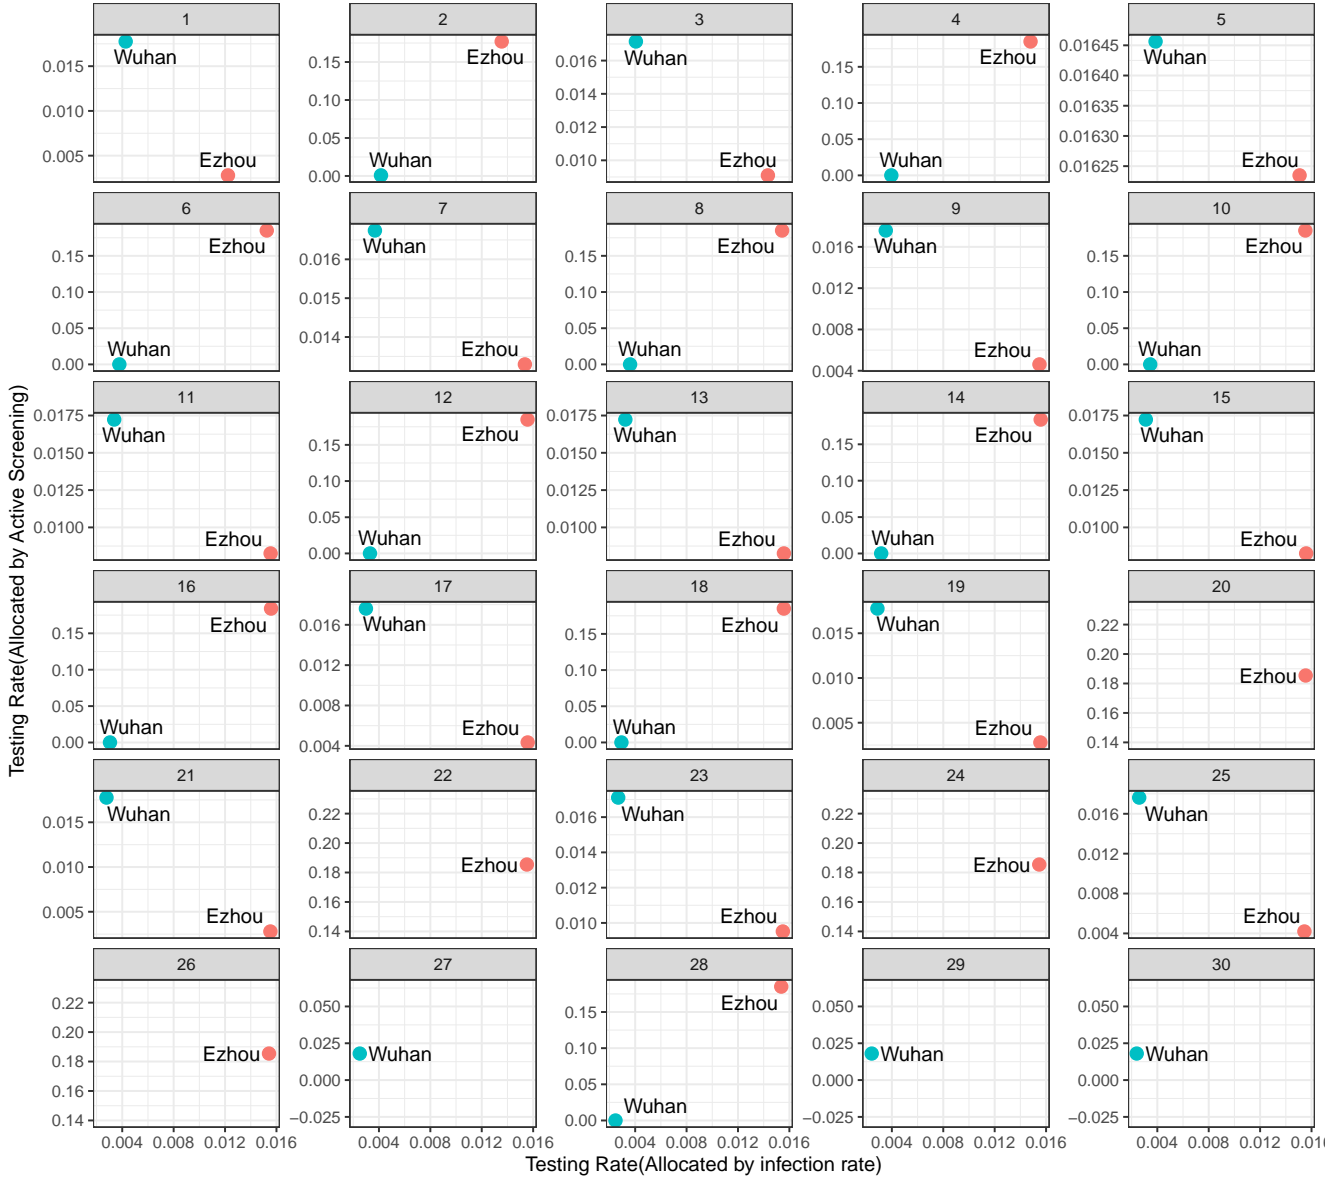 1 2 3 4 5
0.015
0.010
0.005
Wuhan
Ezhou
0.15
0.10
0.05
0.00
Ezhou
Wuhan
0.016
0.014
0.012
0.010
Wuhan
Ezhou
0.15
0.10
0.05
0.00
Ezhou
Wuhan
0.01645
0.01640
0.01635
0.01630
0.01625
Wuhan
Ezhou
6 7 8 9 10
0.15
0.10
0.05
0.00
Ezhou
Wuhan
0.016
0.015
0.014
Wuhan
Ezhou
0.15
0.10
0.05
0.00
Ezhou
Wuhan
0.016
0.012
0.008
0.004
Wuhan
Ezhou
0.15
0.10
0.05
0.00
Ezhou
Wuhan
11 12 13 14 15
0.0175
0.0150
0.0125
0.0100
Wuhan
Ezhou
0.15
0.10
0.05
0.00
Ezhou
Wuhan
0.0175
0.0150
0.0125
0.0100
Wuhan
Ezhou
0.15
0.10
0.05
0.00
Ezhou
Wuhan
0.0175
0.0150
0.0125
0.0100
Wuhan
Ezhou
16 17 18 19 20
0.15
0.10
0.05
0.00
Ezhou
Wuhan
0.016
0.012
0.008
0.004
Wuhan
Ezhou
0.15
0.10
0.05
0.00
Ezhou
Wuhan
0.015
0.010
0.005
Wuhan
Ezhou
0.22
0.20
0.18
0.16
0.14
Ezhou
21 22 23 24 25
0.015
0.010
0.005
Wuhan
Ezhou
0.22
0.20
0.18
0.16
0.14
Ezhou
0.016
0.014
0.012
0.010
Wuhan
Ezhou
0.22
0.20
0.18
0.16
0.14
Ezhou
0.016
0.012
0.008
0.004
Wuhan
Ezhou
26 27 28 29 30
0.22
0.20
0.18
0.16
0.14
Ezhou
0.050
0.025
0.000
−0.025
Wuhan
0.15
0.10
0.05
0.00
Ezhou
Wuhan
0.050
0.025
0.000
−0.025
Wuhan
0.050
0.025
0.000
−0.025
Wuhan
0.004 0.008 0.012 0.016 0.004 0.008 0.012 0.016 0.004 0.008 0.012 0.016 0.004 0.008 0.012 0.016 0.004 0.008 0.012
Testing Rate(Allocated by infection rate)
Testing Rate(Allocated by Active Screening)